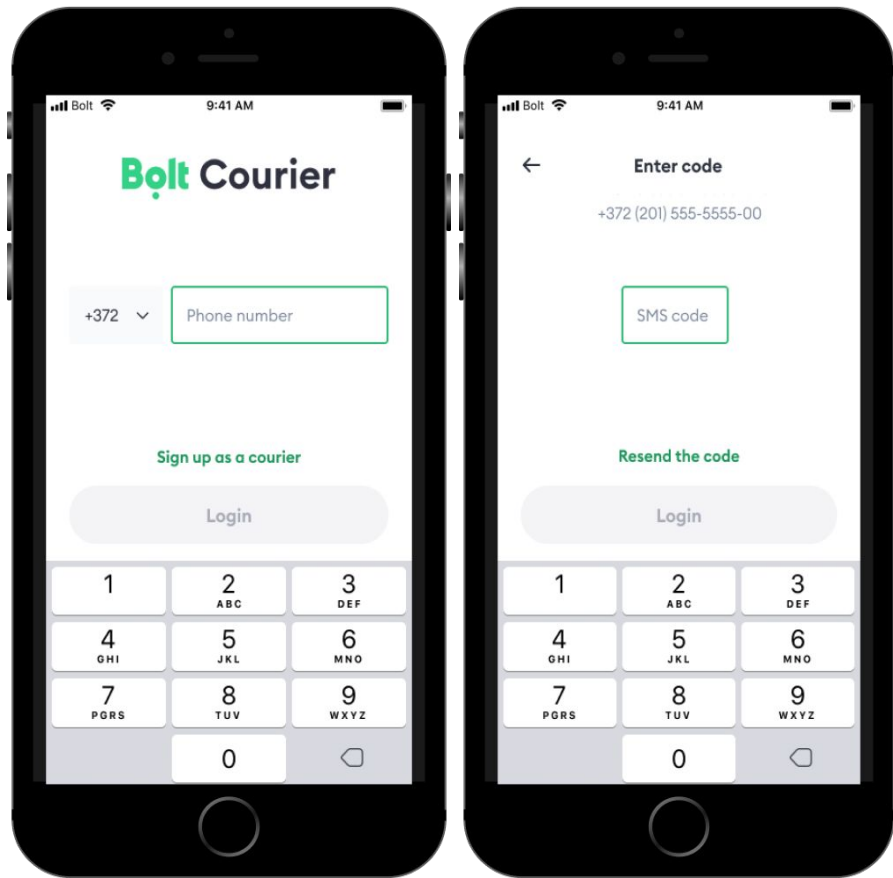 Bolt
9:41 AM
Bolt Courier
+372
Phone number
Sign up as a courier
Login
1
2
3
ABC
DEF
4
5
6
GHI
JKL
MNO
7
8
9
PGRS
TUV
WXYZ
0
Bolt
9:41 AM
Enter code
+372 (201) 555-5555-00
SMS code
Resend the code
Login
1
2
3
ABC
DEF
4
5
6
GHI
JKL
MNO
7
8
9
PGRS
TUV
WXYZ
0